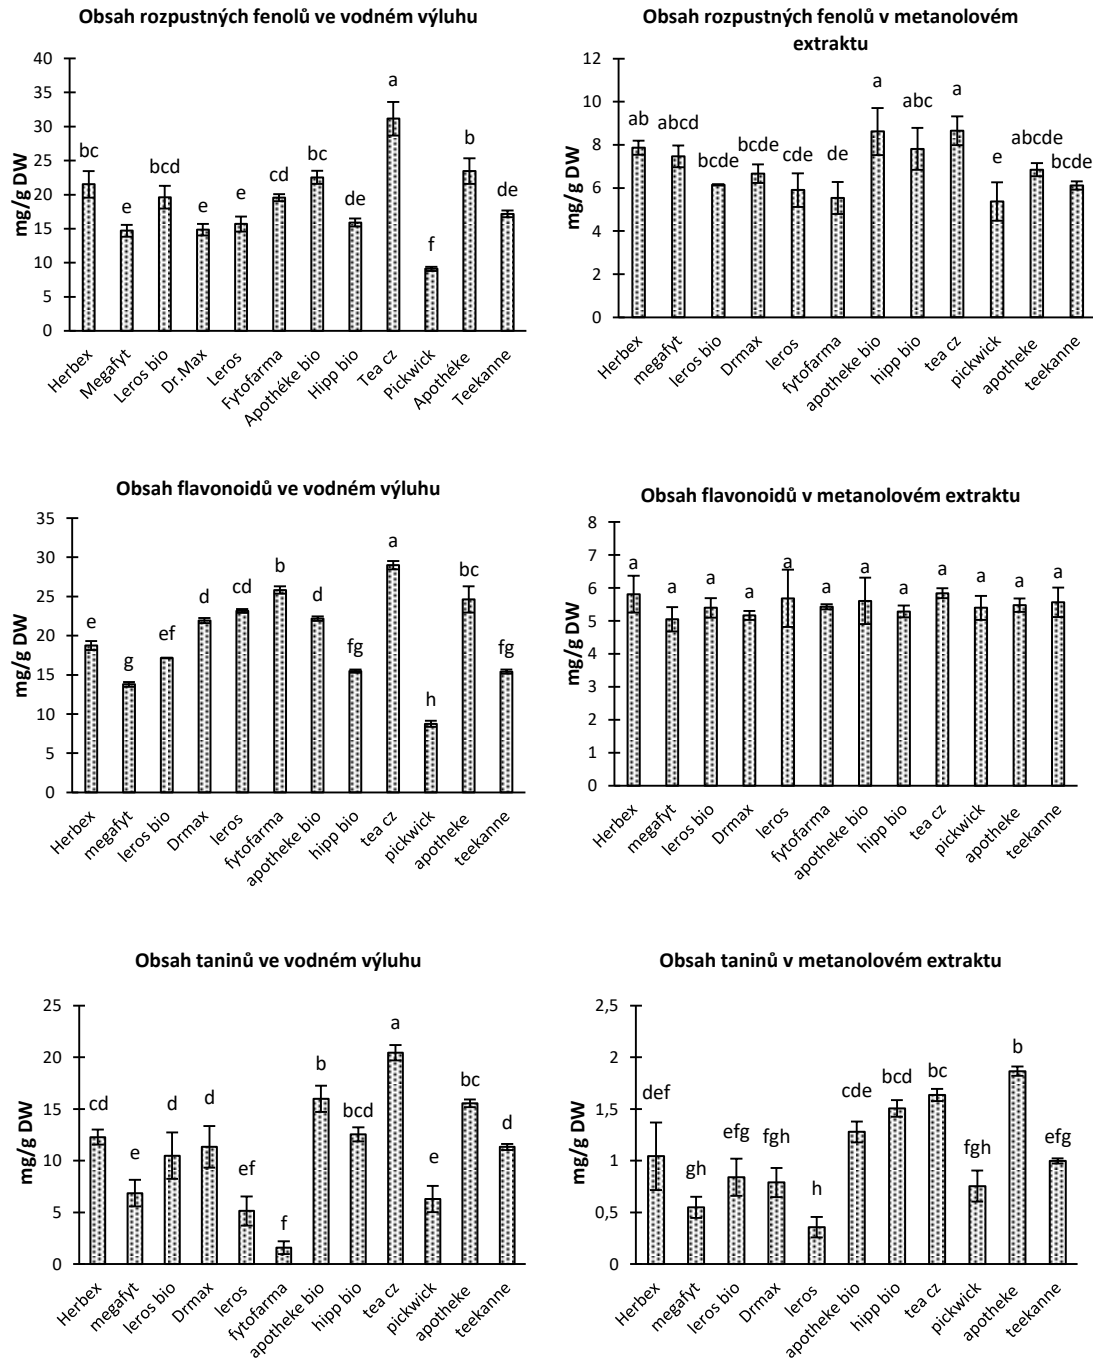 Obsah rozpustných fenolů ve vodném výluhu
mg/g DW
40
35
30
25
20
15
10
5
0
bc
e
bcd
e
e
cd
bc
de
a
f
b
de
Herbex
Megafyt
Leros bio
Dr.Max
Leros
Fytofarma
Apothéke bio
Hipp bio
Tea cz
Pickwick
Apothéke
Teekanne
Obsah rozpustných fenolů v metanolovém
extraktu
mg/g DW
12
10
8
6
4
2
0
ab
abcd
bcde
bcde
cde
de
a
abc
a
e
abcde
bcde
Herbex
megafyt
leros bio
Drmax
leros
fytofarma
apotheke bio
hipp bio
tea cz
pickwick
apotheke
teekanne
Obsah flavonoidů ve vodném výluhu
mg/g DW
35
30
25
20
15
10
5
0
e
g
ef
d
cd
b
d
fg
a
h
bc
fg
Herbex
megafyt
leros bio
Drmax
leros
fytofarma
apotheke bio
hipp bio
tea cz
pickwick
apotheke
teekanne
Obsah flavonoidů v metanolovém extraktu
mg/g DW
8
7
6
5
4
3
2
1
0
a
a
a
a
a
a
a
a
a
a
a
a
Herbex
megafyt
leros bio
Drmax
leros
fytofarma
apotheke bio
hipp bio
tea cz
pickwick
apotheke
teekanne
Obsah taninů ve vodném výluhu
mg/g DW
25
20
15
10
5
0
cd
e
d
d
ef
f
b
bcd
a
e
bc
d
Herbex
megafyt
leros bio
Drmax
leros
fytofarma
apotheke bio
hipp bio
tea cz
pickwick
apotheke
teekanne
Obsah taninů v metanolovém extraktu
mg/g DW
2,5
2
1,5
1
0,5
0
def
gh
efg
fgh
h
cde
bcd
bc
fgh
b
efg
Herbex
megafyt
leros bio
Drmax
leros
apotheke bio
hipp bio
tea cz
pickwick
apotheke
teekanne